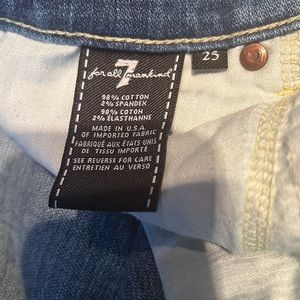 7
for all mankind
25
98% COTTON
2% SPANDEX
98% COTON
2% ÉLASTHANNE
MADE IN U.S.A.
OF IMPORTED FABRIC
FABRIQUÉ AUX ÉTATS UNIS
DE TISSU IMPORTÉ
SEE REVERSE FOR CARE
ENTRETIEN AU VERSO